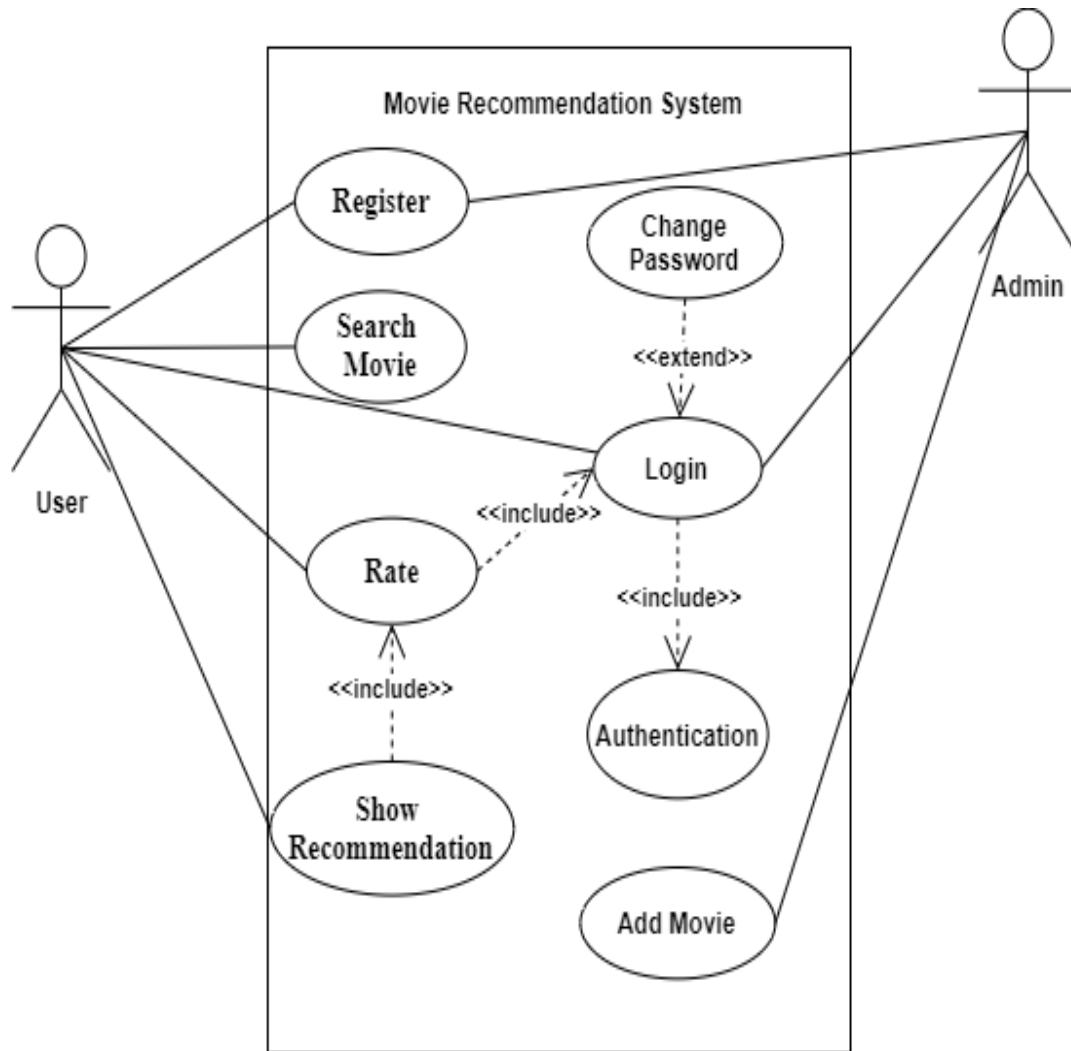 Movie Recommendation System
Register
Change
Password
Admin
Search
Movie
<<extend>>
Login
User
<<include>>
Rate
<<include>>
<<include>>
Authentication
Show
Recommendation
Add Movie